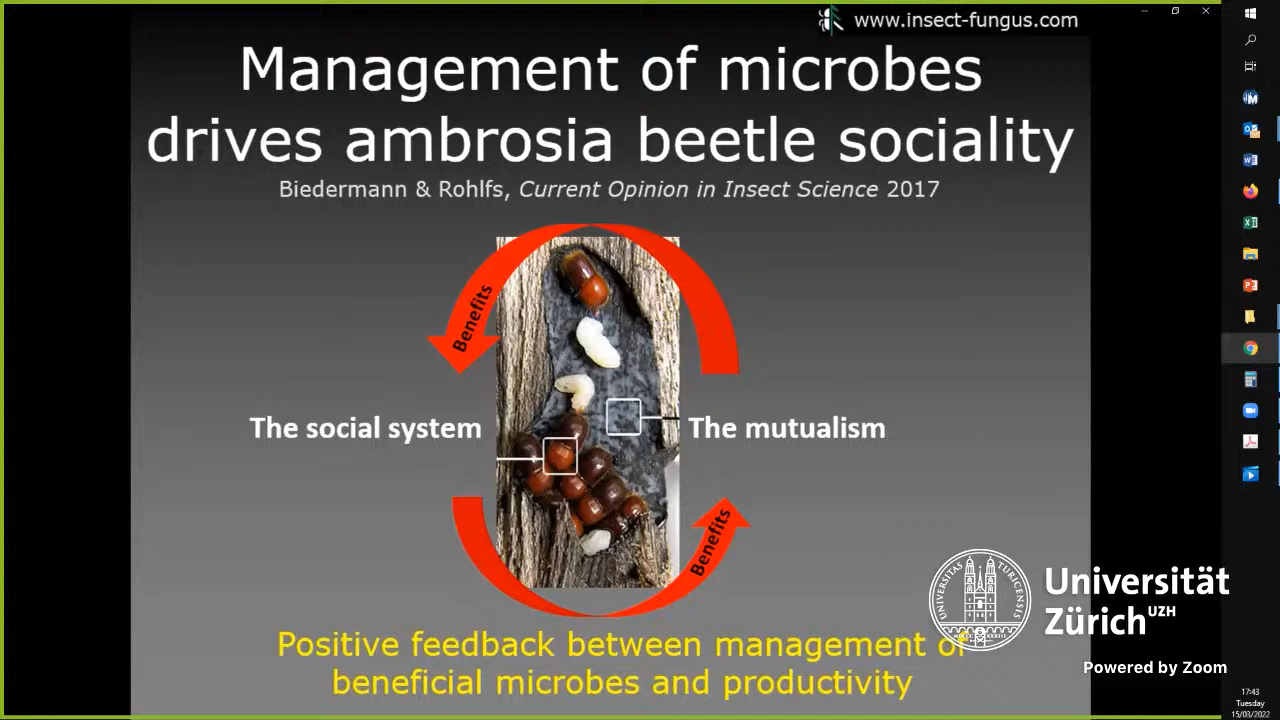 www.insect-fungus.com
Management of microbes
drives ambrosia beetle sociality
Biedermann & Rohlfs, Current Opinion in Insect Science 2017
Benefits
The social system
The mutualism
Benefits
Positive feedback between management of
beneficial microbes and productivity
Universität
Zürich UZH
Powered by Zoom
17:43
Tuesday
15/03/2022